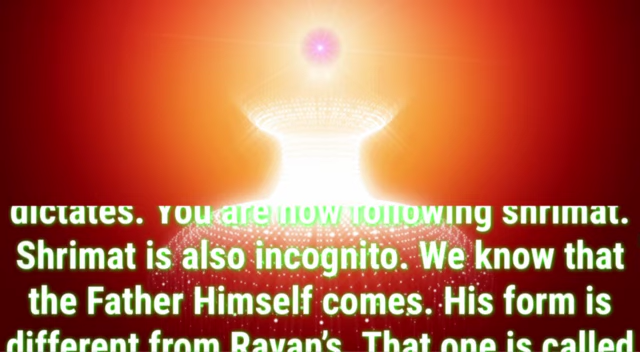 dictates. You are now following shrimat.
Shrimat is also incognito. We know that
the Father Himself comes. His form is
different from Ravan's. That one is called